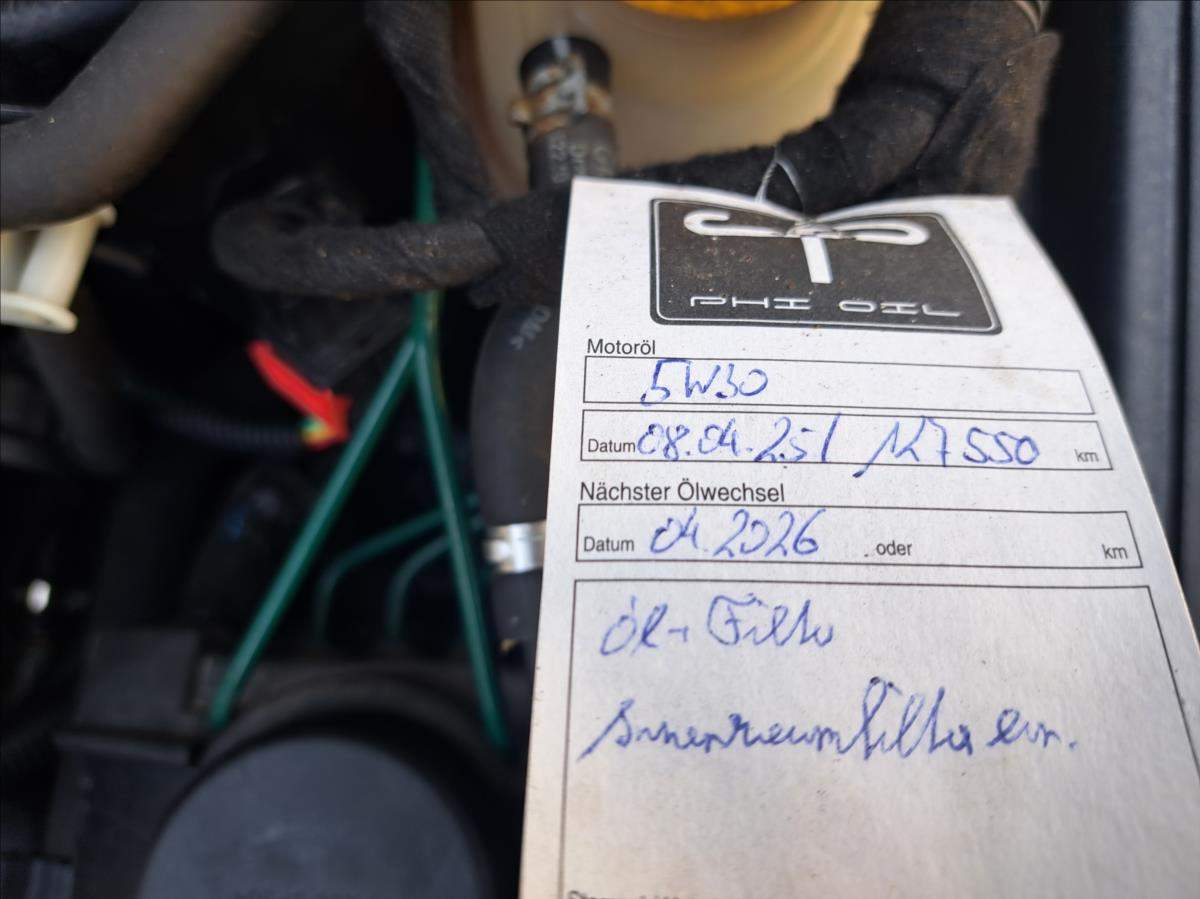 PHI OIL
Motoröl
5W30
Datum 08.04.25 / 127550 km
Nächster Ölwechsel
Datum 04.2026 oder km
Öl + Filter
Innenraumfilter ern.